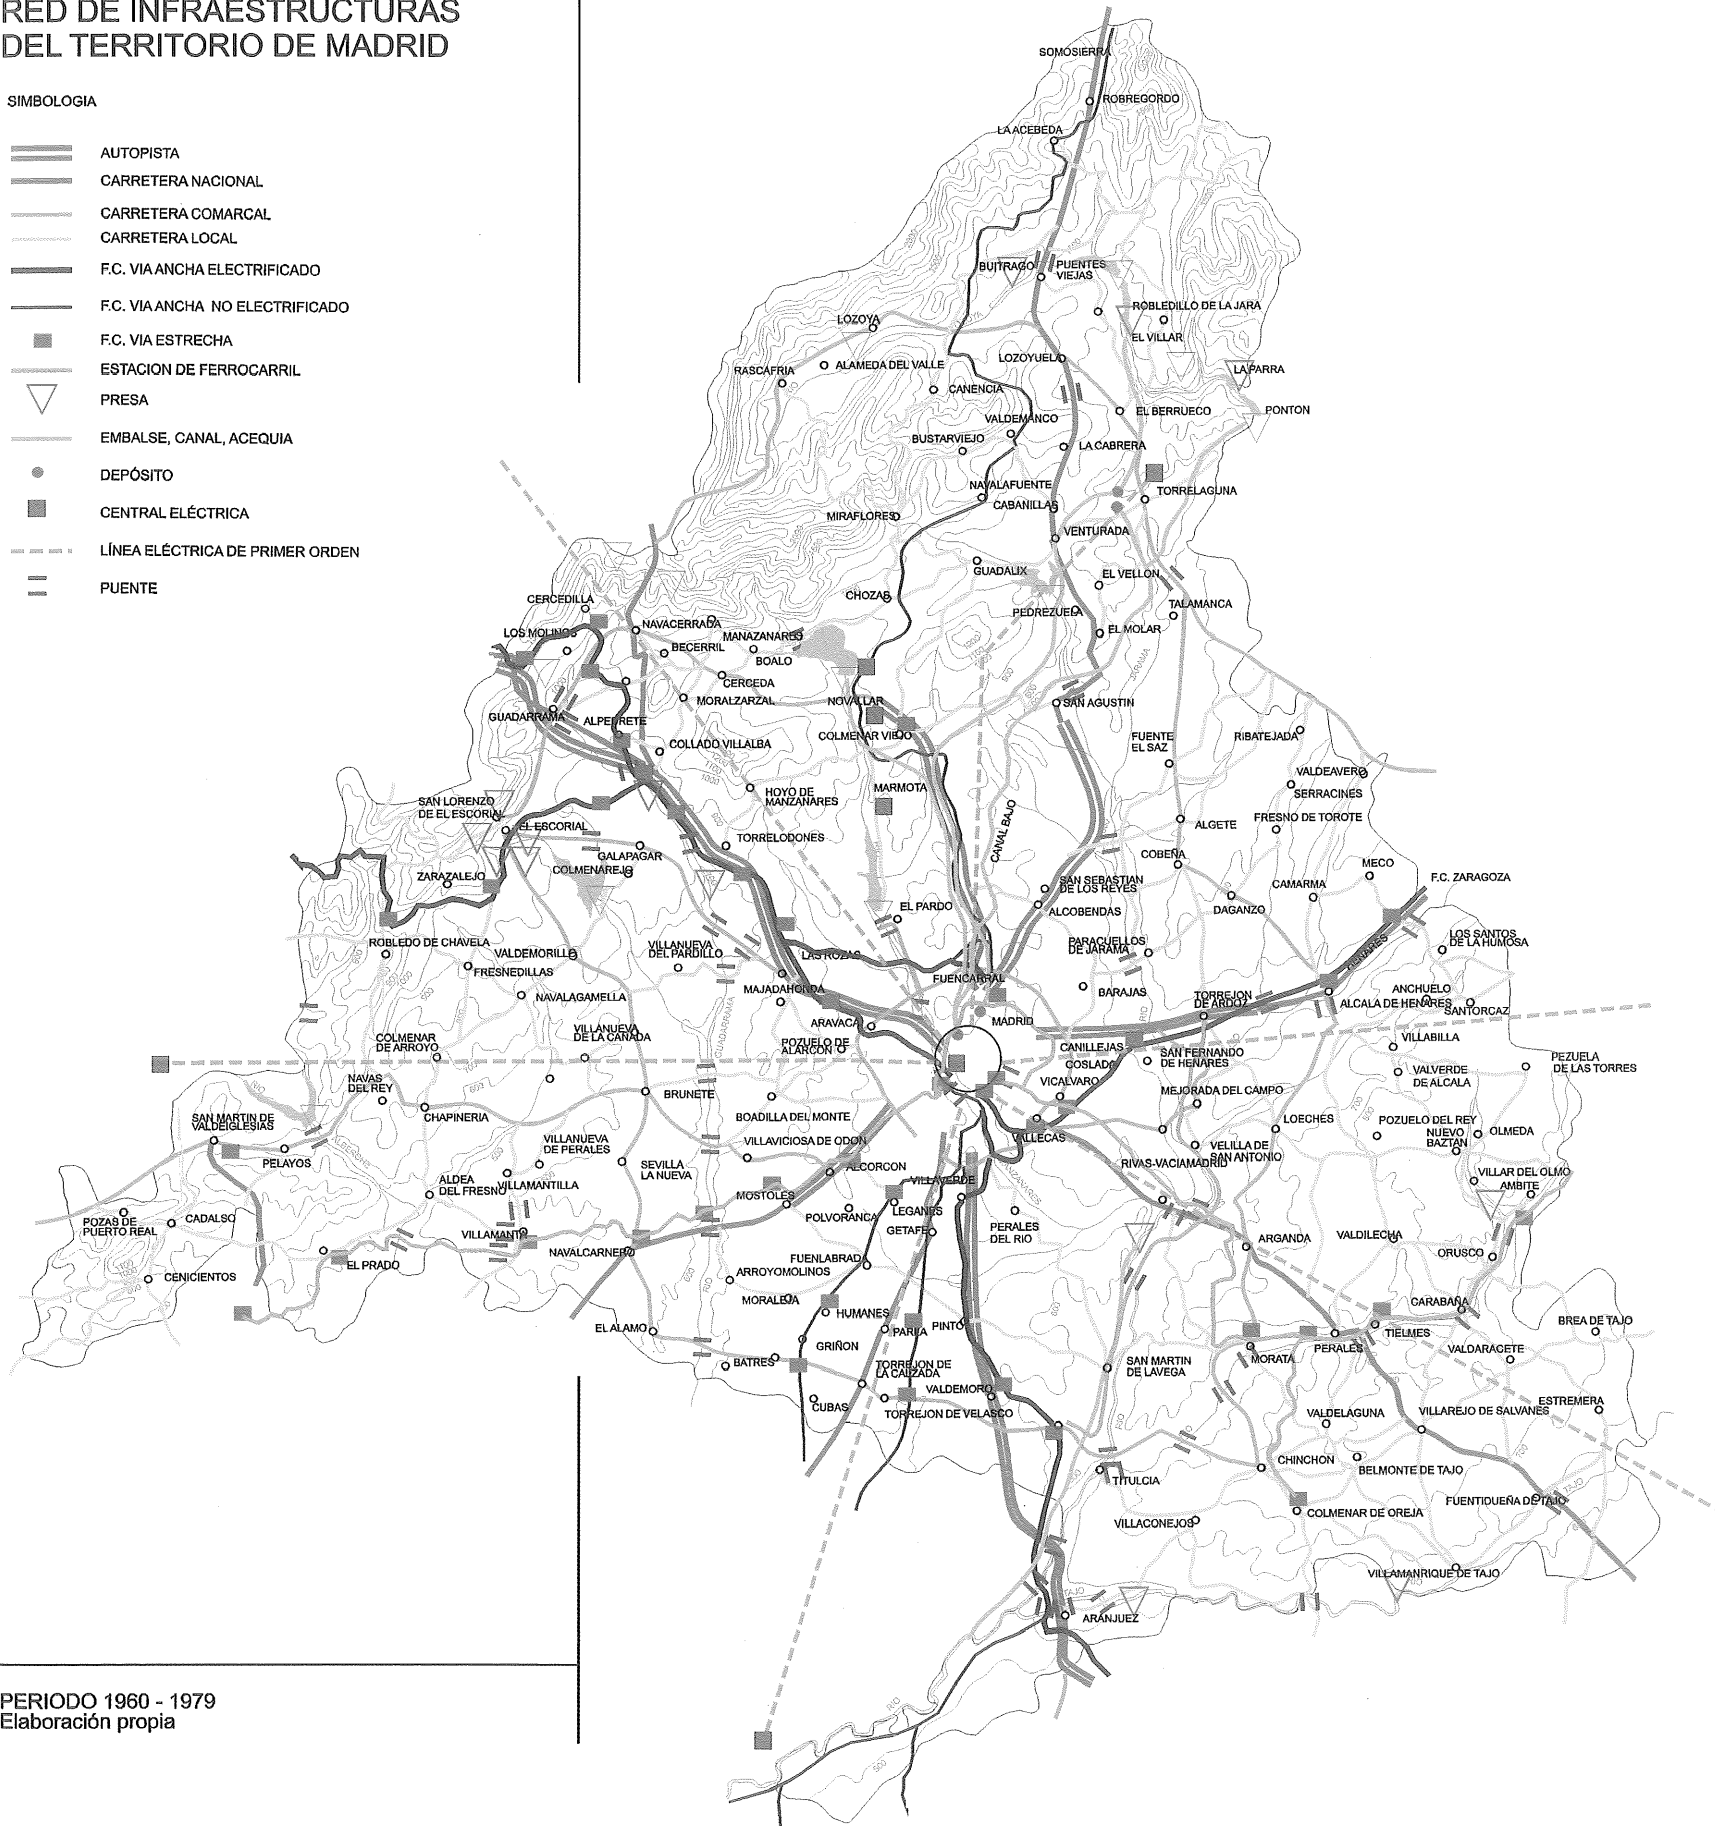 RED DE INFRAESTRUCTURAS
DEL TERRITORIO DE MADRID
SIMBOLOGIA
AUTOPISTA
CARRETERA NACIONAL
CARRETERA COMARCAL
CARRETERA LOCAL
F.C. VIA ANCHA ELECTRIFICADO
F.C. VIA ANCHA NO ELECTRIFICADO
F.C. VIA ESTRECHA
ESTACION DE FERROCARRIL
PRESA
EMBALSE, CANAL, ACEQUIA
DEPÓSITO
CENTRAL ELÉCTRICA
LÍNEA ELÉCTRICA DE PRIMER ORDEN
PUENTE
SOMOSIERRA
ROBREGORDO
LA ACEBEDA
BUITRAGO
PUENTES
VIEJAS
ROBLEDILLO DE LA JARA
EL VILLAR
LOZOYA
LOZOYUELA
ALAMEDA DEL VALLE
RASCAFRIA
CANENCIA
LA PARRA
PONTON
EL BERRUECO
VALDEMANCO
BUSTARVIEJO
LA CABRERA
NAVALAFUENTE
CABANILLAS
TORRELAGUNA
MIRAFLORES
VENTURADA
GUADALIX
EL VELLON
CHOZAS
PEDREZUELA
TALAMANCA
EL MOLAR
JARAMA
CERCEDILLA
LOS MOLINOS
NAVACERRADA
MANAZANARES
BECERRIL
BOALO
CERCEDA
MORALZARZAL
NOVALLAR
SAN AGUSTIN
GUADARRAMA
ALPEDRETE
COLLADO VILLALBA
COLMENAR VIEJO
FUENTE
EL SAZ
RIBATEJADA
VALDEAVERO
SERRACINES
HOYO DE
MANZANARES
MARMOTA
SAN LORENZO
DE EL ESCORIAL
EL ESCORIAL
TORRELODONES
CANAL BAJO
ALGETE
FRESNO DE TOROTE
GALAPAGAR
COLMENAREJO
ZARAZALEJO
COBEÑA
MECO
CAMARMA
F.C. ZARAGOZA
SAN SEBASTIAN
DE LOS REYES
ALCOBENDAS
DAGANZO
EL PARDO
ROBLEDO DE CHAVELA
VALDEMORILLO
FRESNEDILLAS
VILLANUEVA
DEL PARDILLO
LAS ROZAS
PARACUELLOS
DE JARAMA
HENARES
LOS SANTOS
DE LA HUMOSA
NAVALAGAMELLA
MAJADAHONDA
FUENCARRAL
BARAJAS
TORREJON
DE ARDOZ
ANCHUELO
ALCALA DE HENARES
SANTORCAZ
COLMENAR
DE ARROYO
VILLANUEVA
DE LA CAÑADA
GUADARRAMA
ARAVACA
POZUELO DE
ALARCON
MADRID
CANILLEJAS
COSLADA
SAN FERNANDO
DE HENARES
VILLABILLA
VALVERDE
DE ALCALA
PEZUELA
DE LAS TORRES
NAVAS
DEL REY
BRUNETE
BOADILLA DEL MONTE
VICALVARO
MEJORADA DEL CAMPO
SAN MARTIN DE
VALDEIGLESIAS
CHAPINERIA
LOECHES
POZUELO DEL REY
NUEVO
BAZTAN
OLMEDA
PELAYOS
VILLANUEVA
DE PERALES
VILLAVICIOSA DE ODON
VALLECAS
VELILLA DE
SAN ANTONIO
RIVAS-VACIAMADRID
ALDEA
DEL FRESNO
VILLAMANTILLA
SEVILLA
LA NUEVA
ALCORCON
MOSTOLES
VILLAVERDE
MANZANARES
VILLAR DEL OLMO
AMBITE
POZAS DE
PUERTO REAL
CADALSO
POLVORANCA
LEGANES
GETAFE
PERALES
DEL RIO
VILLAMANTA
NAVALCARNERO
ARGANDA
VALDILECHA
ORUSCO
CENICIENTOS
EL PRADO
FUENLABRADA
ARROYOMOLINOS
MORALEJA
HUMANES
PARLA
PINTO
CARABAÑA
TIELMES
BREA DE TAJO
EL ALAMO
GRIÑON
PERALES
MORATA
VALDARACETE
BATRES
TORREJON DE
LA CALZADA
VALDEMORO
SAN MARTIN
DE LAVEGA
ESTREMERA
CUBAS
TORREJON DE VELASCO
VALDELAGUNA
VILLAREJO DE SALVANES
CHINCHON
BELMONTE DE TAJO
TITULCIA
VILLACONEJOS
COLMENAR DE OREJA
FUENTIDUEÑA DE TAJO
TAJO
VILLAMANRIQUE DE TAJO
TAJO
ARANJUEZ
RIO
PERIODO 1960 - 1979
Elaboración propia